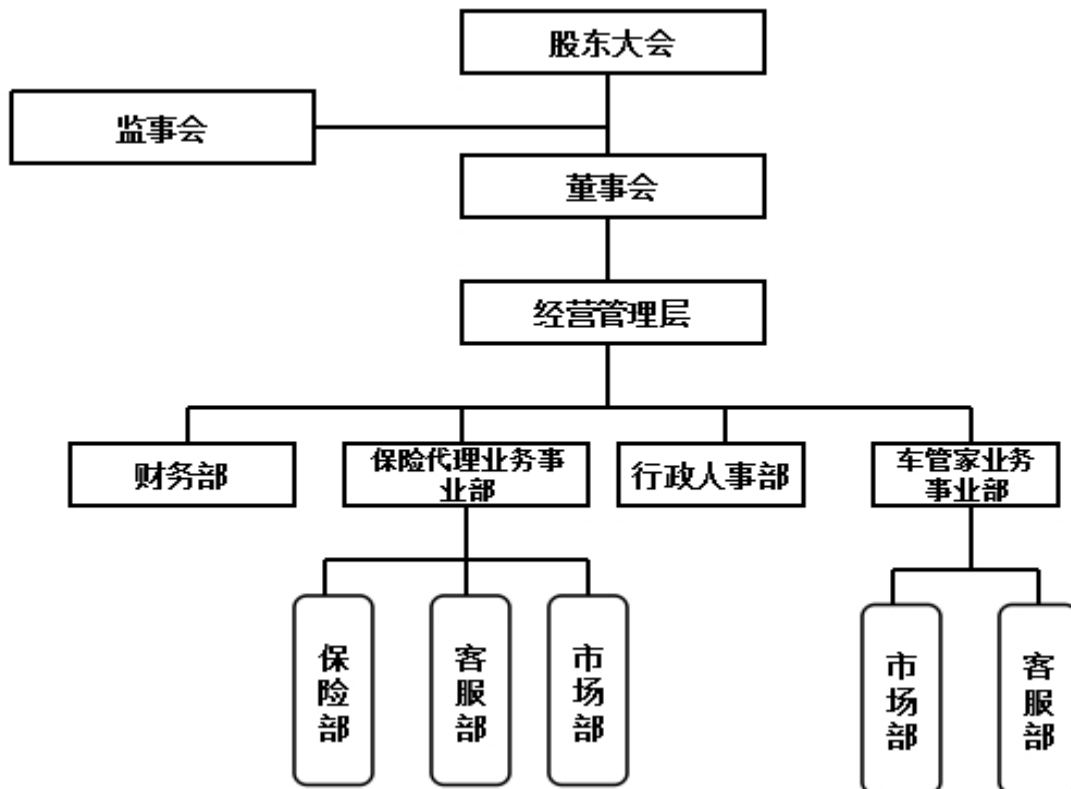 股东大会
监事会
董事会
经营管理层
财务部
保险代理业务事
业部
行政人事部
车管家业务
事业部
保险部
客服部
市场部
市场部
客服部